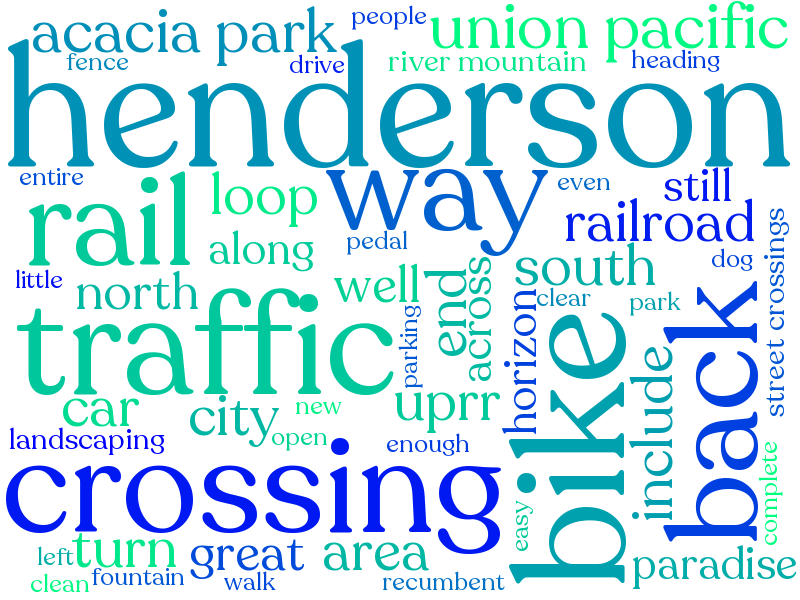 people
acacia park
union pacific
fence
drive
river mountain
heading
henderson
entire
rail
loop
way
even
still
railroad
along
pedal
little
north
well
end
across
south
dog
street crossings
traffic
parking
horizon
clear
park
bike
include
back
car
city
new
open
uprr
landscaping
enough
crossing
easy
complete
left
turn
great
area
paradise
clean
fountain
walk
recumbent